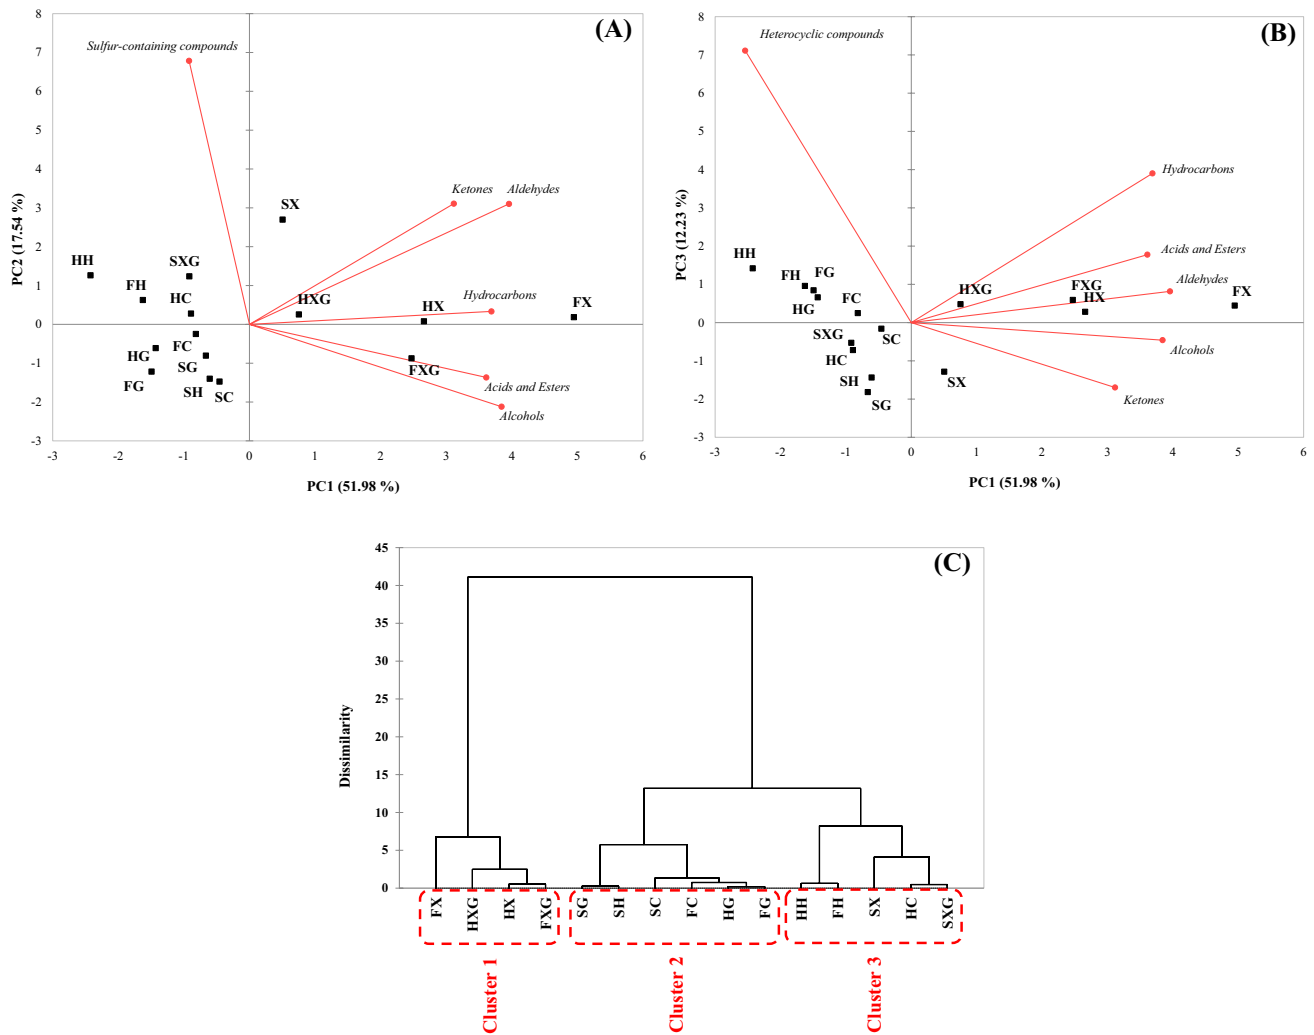 (A)
8
7
6
5
4
3
2
1
0
-1
-2
-3
PC2 (17.54 %)
Sulfur-containing compounds
Ketones
Aldehydes
SX
HH
SXG
FH
HC
HXG
Hydrocarbons
HX
FX
HG
FC
FG
SG
SH
SC
FXG
Acids and Esters
Alcohols
-3 -2 -1 0 1 2 3 4 5 6
PC1 (51.98 %)
(B)
8
7
6
5
4
3
2
1
0
-1
-2
-3
PC3 (12.23 %)
Heterocyclic compounds
Hydrocarbons
Acids and Esters
Aldehydes
HH
FH
FG
HG
FC
HXG
FXG
HX
FX
SXG
SC
HC
Alcohols
SH
SX
SG
Ketones
-3 -2 -1 0 1 2 3 4 5 6
PC1 (51.98 %)
(C)
45
40
35
30
25
20
15
10
5
0
Dissimilarity
FX
HXG
HX
FXG
SG
SH
SC
FC
HG
FG
HH
FH
SX
HC
SXG
Cluster 1
Cluster 2
Cluster 3